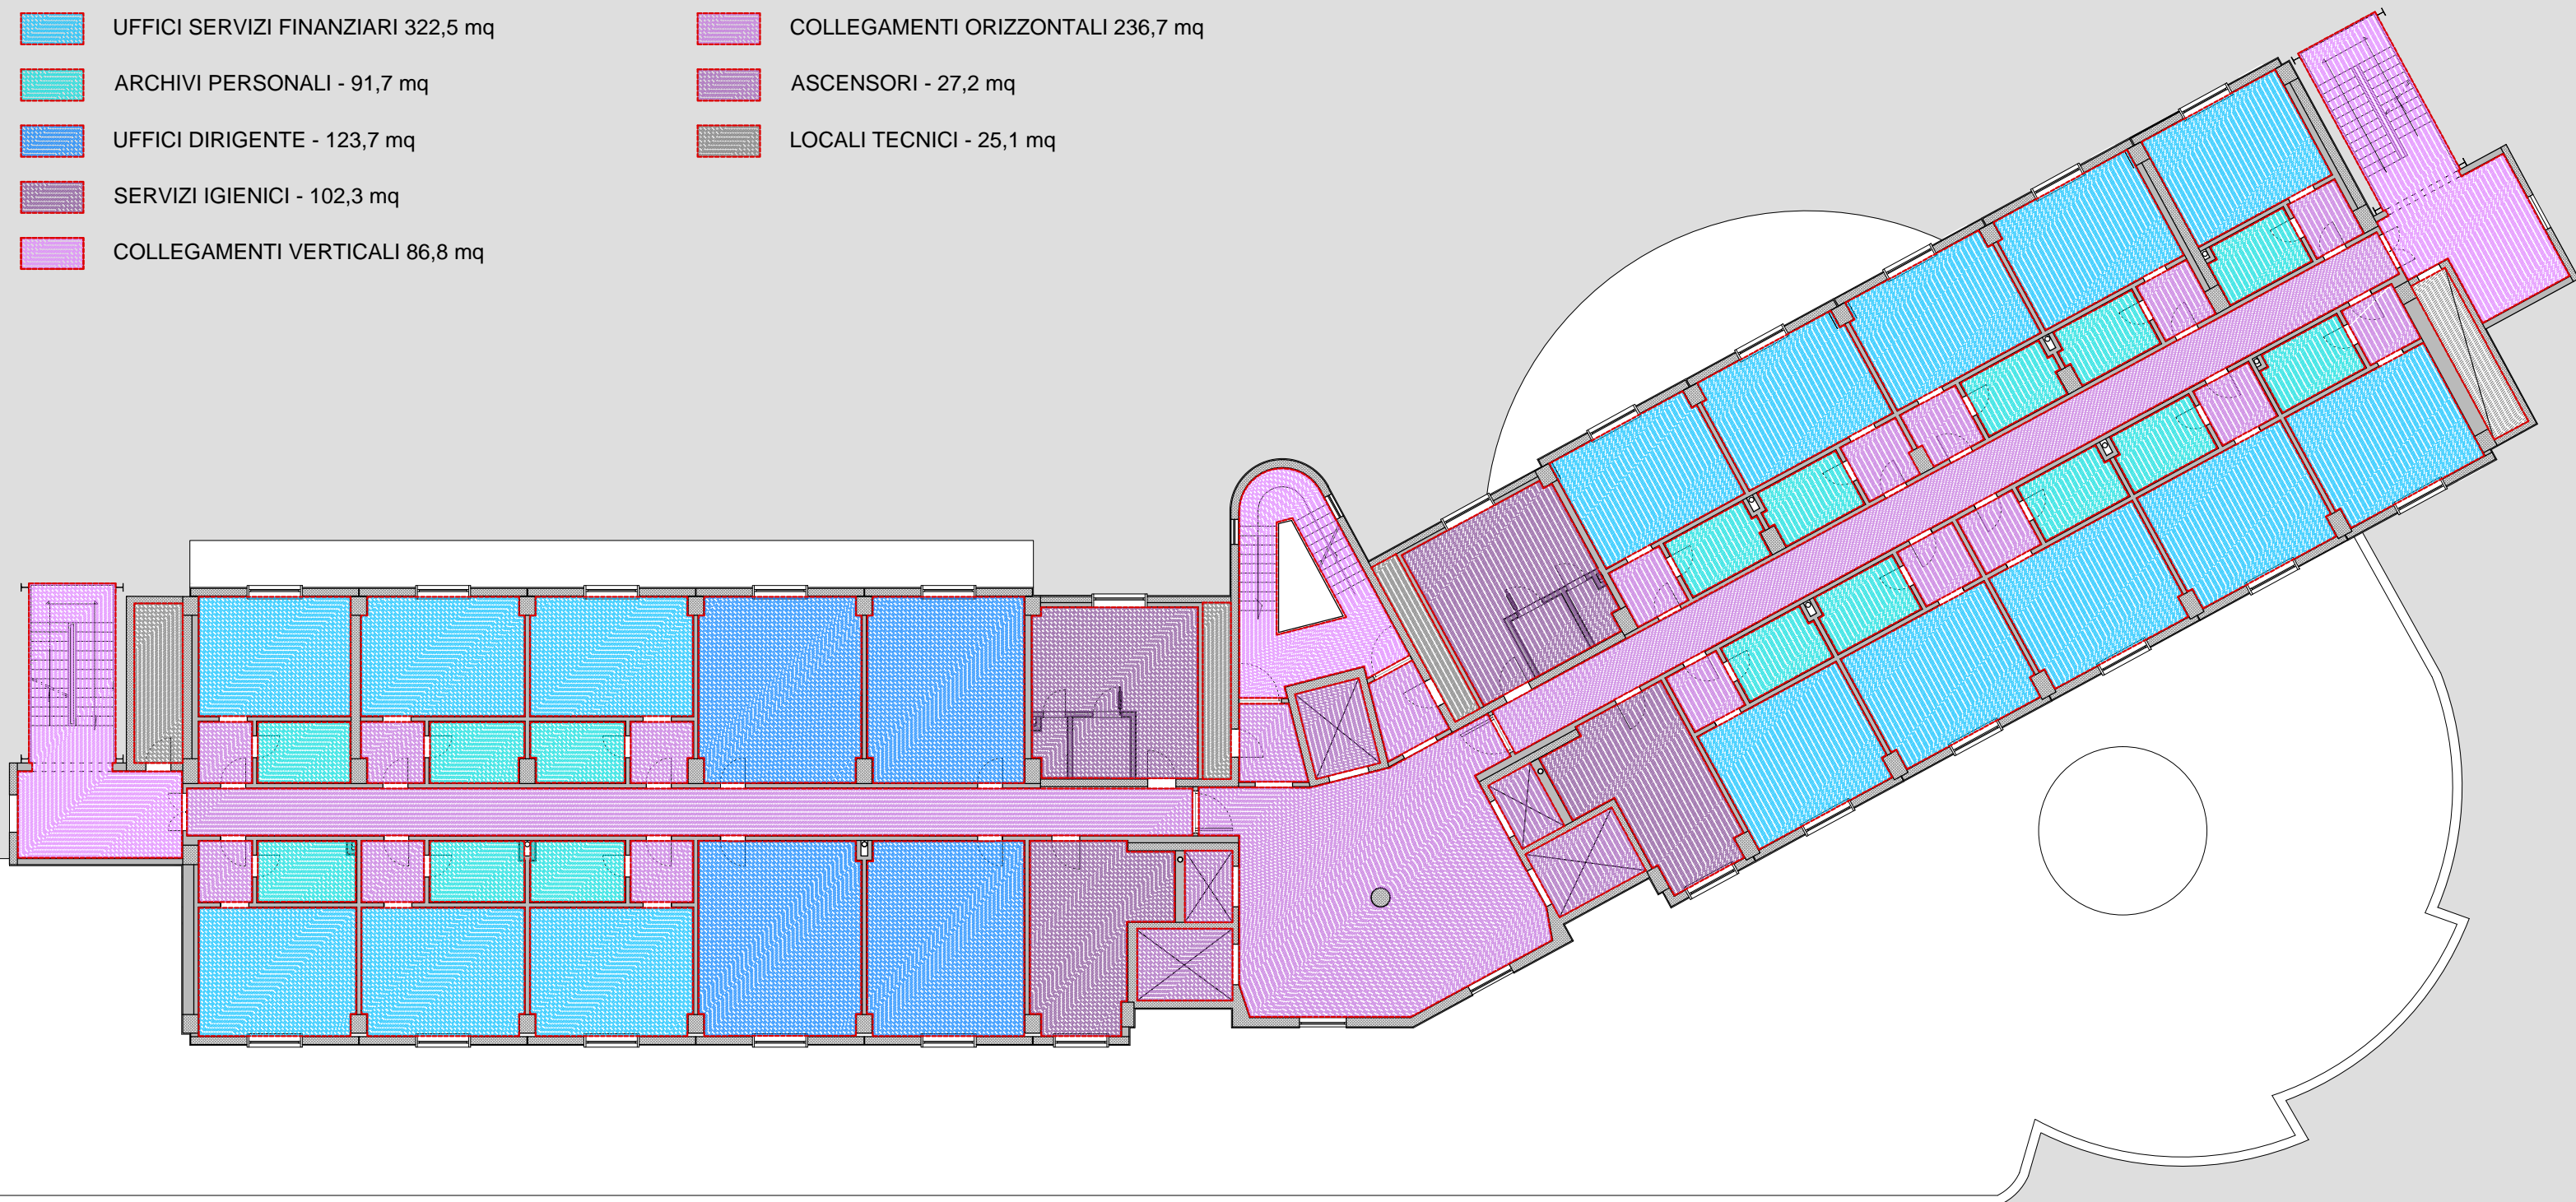 UFFICI SERVIZI FINANZIARI 322,5 mq
ARCHIVI PERSONALI - 91,7 mq
UFFICI DIRIGENTE - 123,7 mq
SERVIZI IGIENICI - 102,3 mq
COLLEGAMENTI VERTICALI 86,8 mq
COLLEGAMENTI ORIZZONTALI 236,7 mq
ASCENSORI - 27,2 mq
LOCALI TECNICI - 25,1 mq